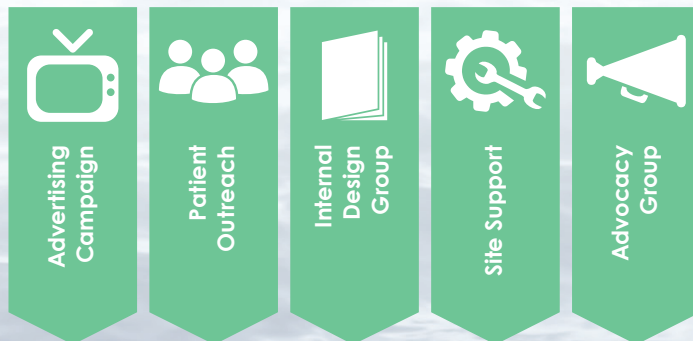 Advertising
Campaign
Patient
Outreach
Internal
Design
Group
Site Support
Advocacy
Group